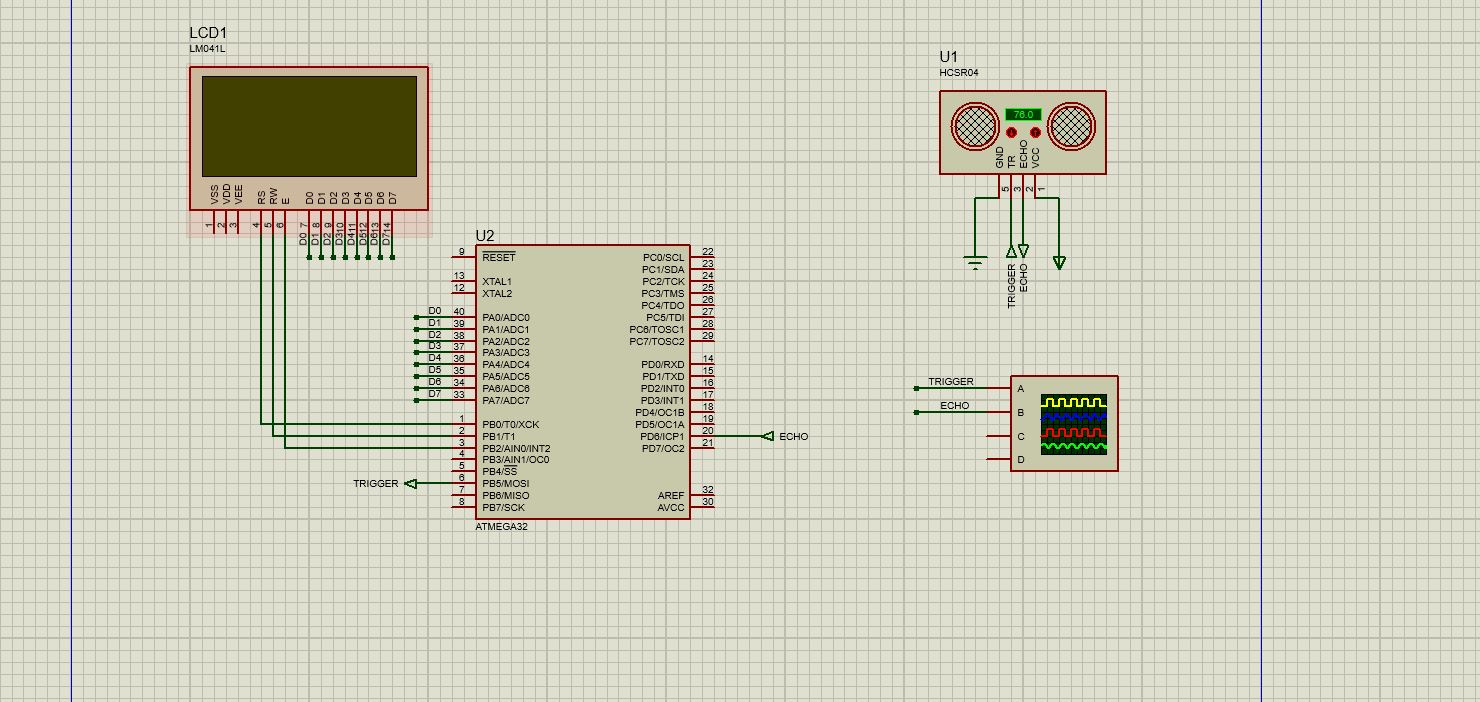 LCD1
LM041L
VSS
VDD
VEE
RS
RW
E
D0
D1
D2
D3
D4
D5
D6
D7
1
2
3
4
5
6
7
8
9
10
11
12
13
14
D0
D1
D2
D3
D4
D5
D6
D7
U1
HCSR04
76.0
GND
TR
ECHO
VCC
5
3
2
1
TRIGGER
ECHO
U2
9 RESET
13 XTAL1
12 XTAL2
D0 40 PA0/ADC0
D1 39 PA1/ADC1
D2 38 PA2/ADC2
D3 37 PA3/ADC3
D4 36 PA4/ADC4
D5 35 PA5/ADC5
D6 34 PA6/ADC6
D7 33 PA7/ADC7
1 PB0/T0/XCK
2 PB1/T1
3 PB2/AIN0/INT2
4 PB3/AIN1/OC0
5 PB4/SS
TRIGGER 6 PB5/MOSI
7 PB6/MISO
8 PB7/SCK
PC0/SCL 22
PC1/SDA 23
PC2/TCK 24
PC3/TMS 25
PC4/TDO 26
PC5/TDI 27
PC6/TOSC1 28
PC7/TOSC2 29
PD0/RXD 14
PD1/TXD 15
PD2/INT0 16
PD3/INT1 17
PD4/OC1B 18
PD5/OC1A 19
PD6/ICP1 20 ECHO
PD7/OC2 21
AREF 32
AVCC 30
ATMEGA32
TRIGGER A
ECHO B
C
D